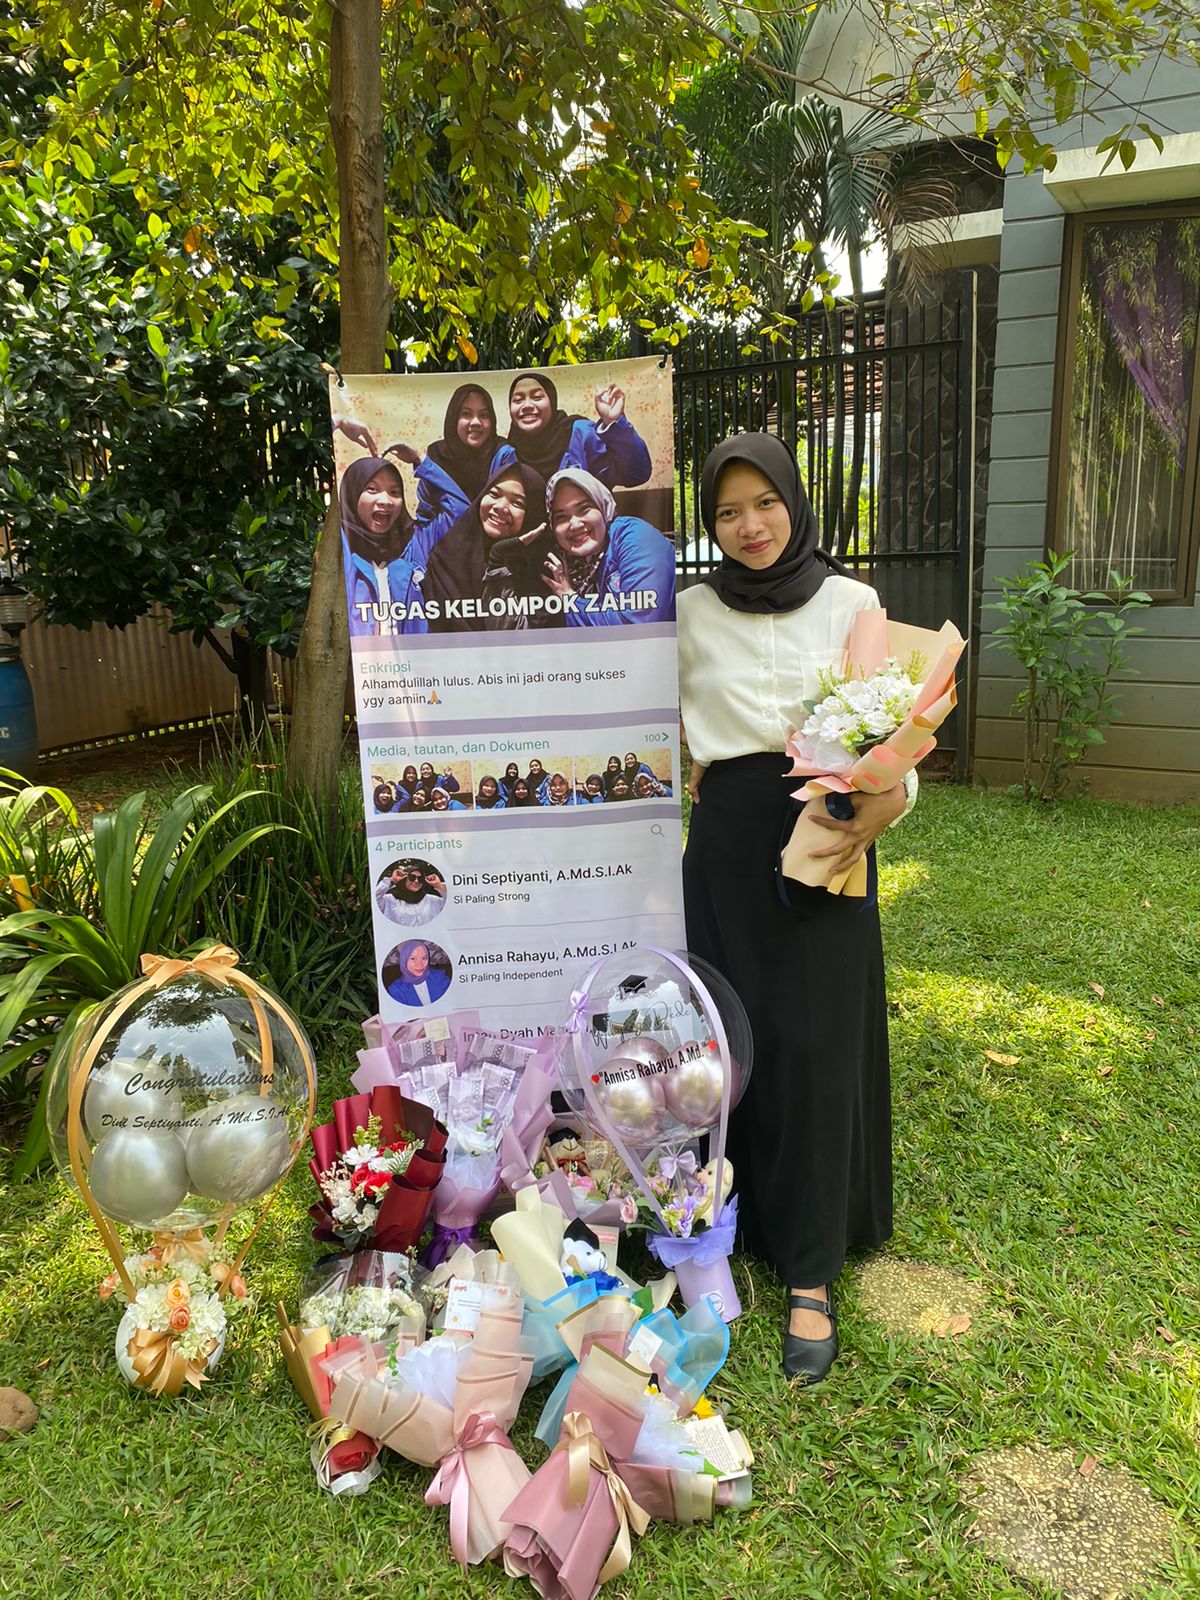 TUGAS KELOMPOK ZAHIR
Enkripsi
Alhamdulillah lulus. Abis ini jadi orang sukses
ygy aamiin🙏
Media, tautan, dan Dokumen
100 >
4 Participants
Dini Septiyanti, A.Md.S.I.Ak
Si Paling Strong
Annisa Rahayu, A.Md.S.I.Ak
Si Paling Independent
Dyah
Congratulations
Dini Septiyanti, A.Md.S.I.Ak
"Annisa Rahayu, A.Md."